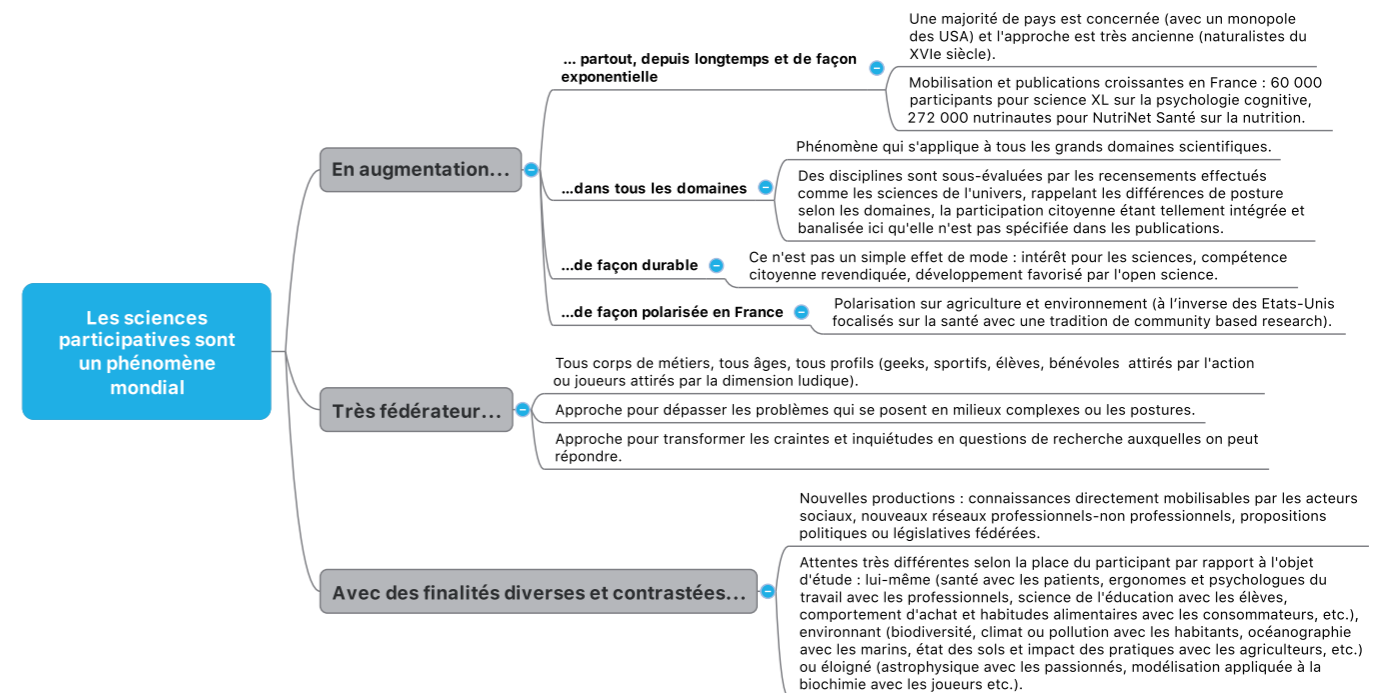 Les sciences
participatives sont
un phénomène
mondial
En augmentation...
... partout, depuis longtemps et de façon
exponentielle
Une majorité de pays est concernée (avec un monopole
des USA) et l'approche est très ancienne (naturalistes du
XVIe siècle).
Mobilisation et publications croissantes en France : 60 000
participants pour science XL sur la psychologie cognitive,
272 000 nutrinautes pour NutriNet Santé sur la nutrition.
...dans tous les domaines
Phénomène qui s'applique à tous les grands domaines scientifiques.
Des disciplines sont sous-évaluées par les recensements effectués
comme les sciences de l'univers, rappelant les différences de posture
selon les domaines, la participation citoyenne étant tellement intégrée et
banalisée ici qu'elle n'est pas spécifiée dans les publications.
...de façon durable
Ce n'est pas un simple effet de mode : intérêt pour les sciences, compétence
citoyenne revendiquée, développement favorisé par l'open science.
...de façon polarisée en France
Polarisation sur agriculture et environnement (à l’inverse des Etats-Unis
focalisés sur la santé avec une tradition de community based research).
Très fédérateur...
Tous corps de métiers, tous âges, tous profils (geeks, sportifs, élèves, bénévoles  attirés par l'action
ou joueurs attirés par la dimension ludique).
Approche pour dépasser les problèmes qui se posent en milieux complexes ou les postures.
Approche pour transformer les craintes et inquiétudes en questions de recherche auxquelles on peut
répondre.
Avec des finalités diverses et contrastées...
Nouvelles productions : connaissances directement mobilisables par les acteurs
sociaux, nouveaux réseaux professionnels-non professionnels, propositions
politiques ou législatives fédérées.
Attentes très différentes selon la place du participant par rapport à l'objet
d'étude : lui-même (santé avec les patients, ergonomes et psychologues du
travail avec les professionnels, science de l'éducation avec les élèves,
comportement d'achat et habitudes alimentaires avec les consommateurs, etc.),
environnant (biodiversité, climat ou pollution avec les habitants, océanographie
avec les marins, état des sols et impact des pratiques avec les agriculteurs, etc.)
ou éloigné (astrophysique avec les passionnés, modélisation appliquée à la
biochimie avec les joueurs etc.).